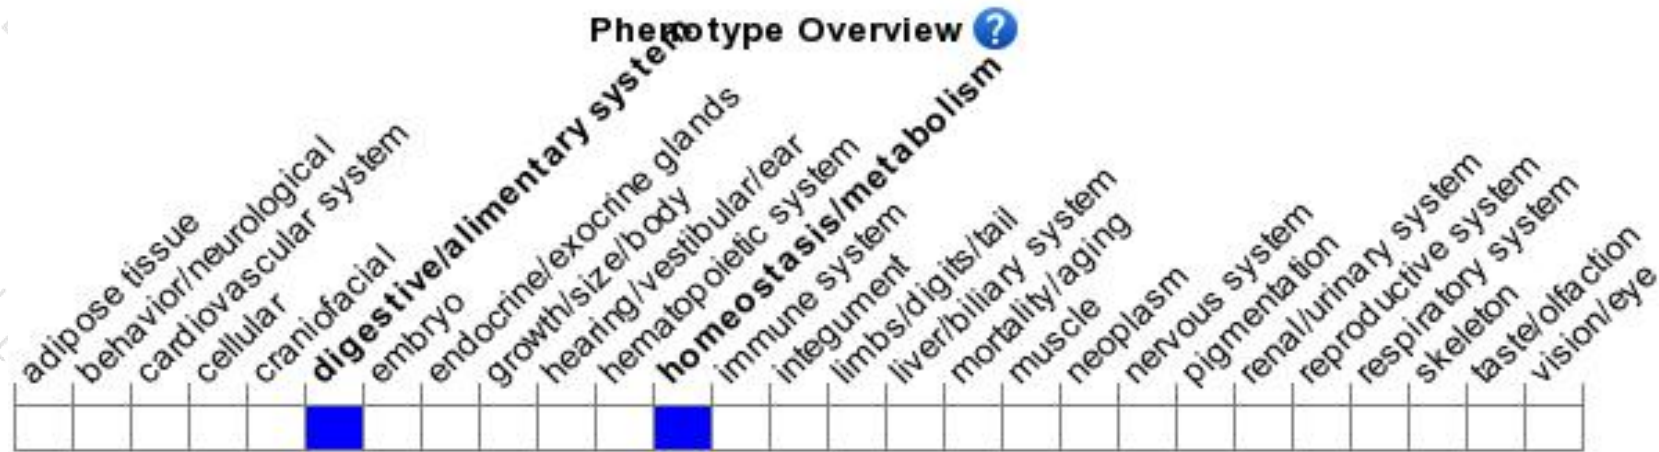 Phenotype Overview ?
adipose tissue
behavior/neurological
cardiovascular system
cellular
craniofacial
digestive/alimentary system
embryo
endocrine/exocrine glands
growth/size/body
hearing/vestibular/ear
hematopoietic system
homeostasis/metabolism
immune system
integument
limbs/digits/tail
liver/biliary system
mortality/aging
muscle
neoplasm
nervous system
pigmentation
renal/urinary system
reproductive system
respiratory system
skeleton
taste/olfaction
vision/eye